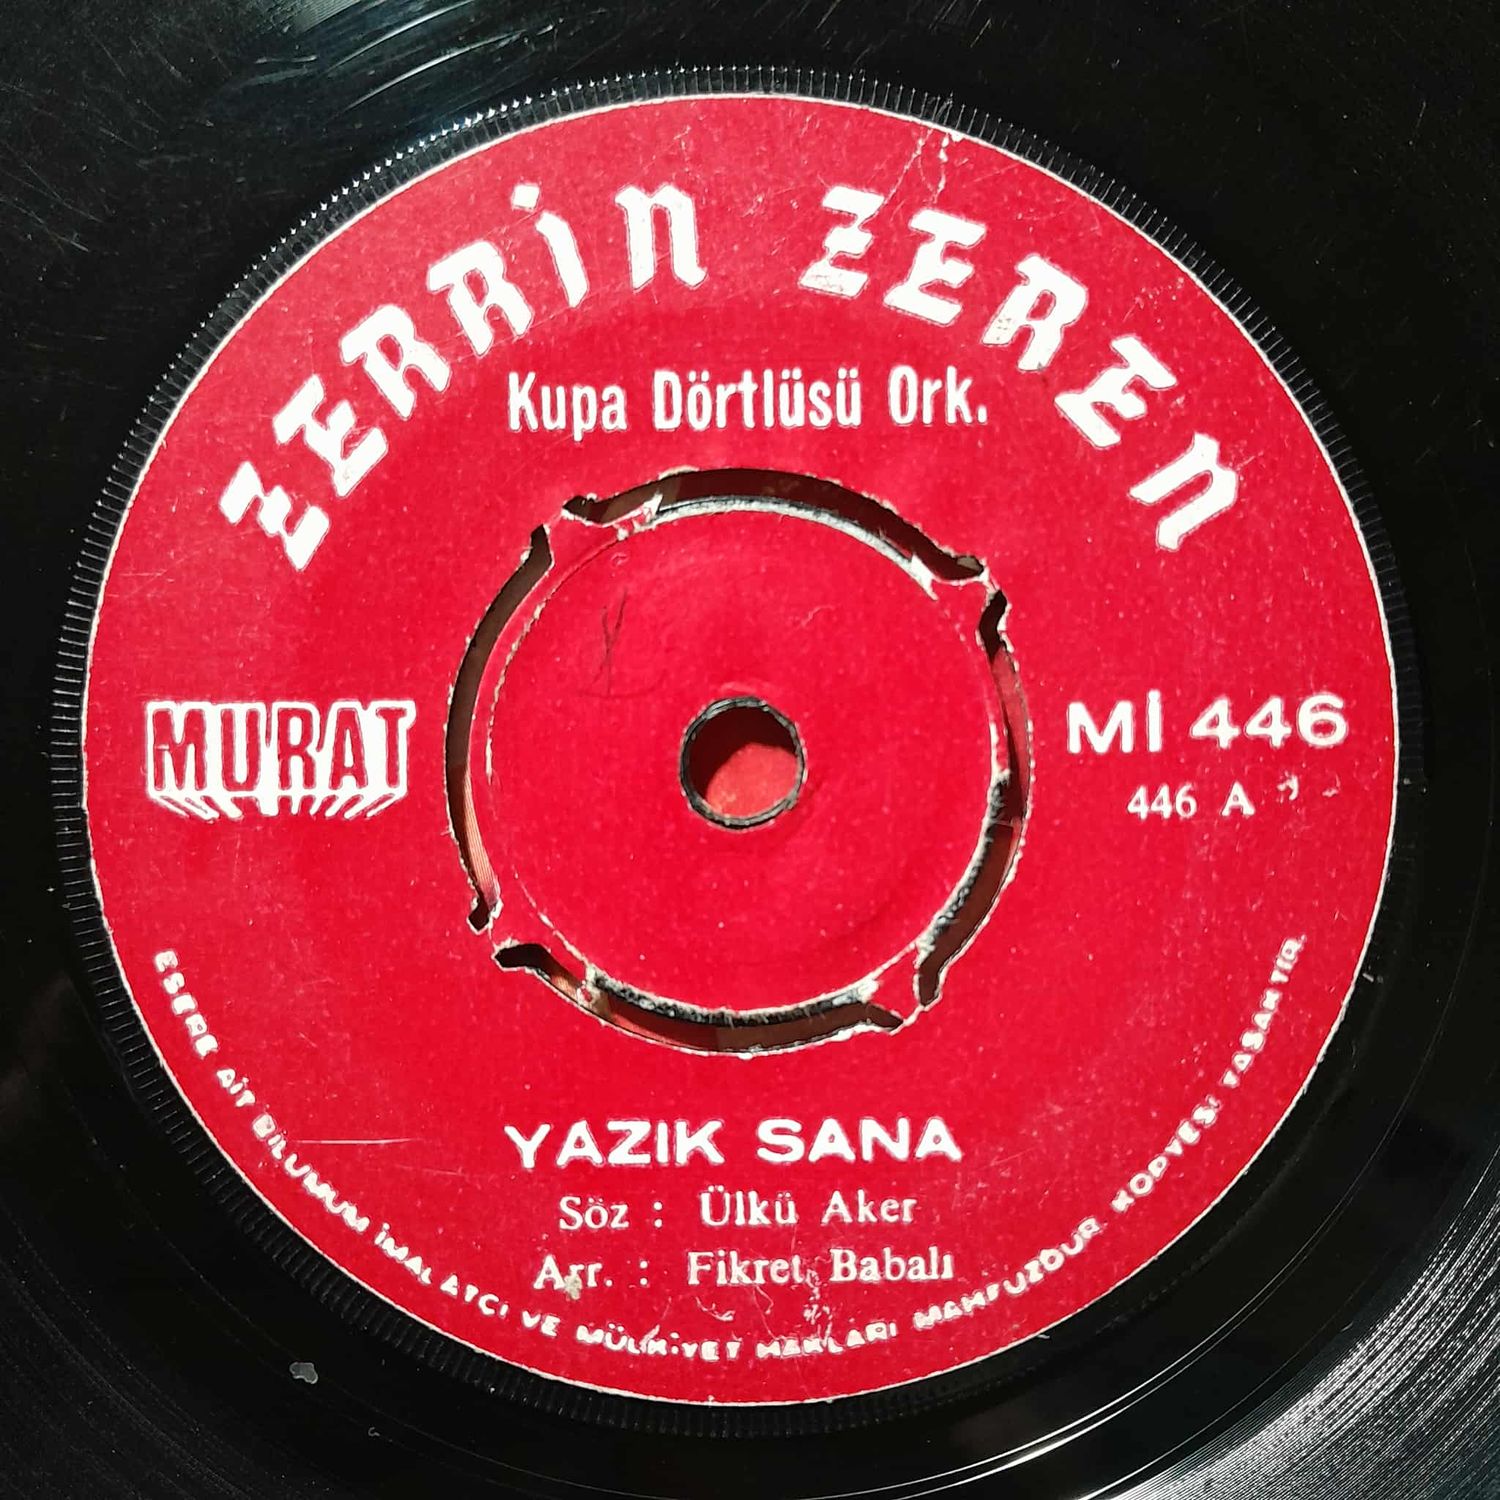 ZERRİN ZEREN
Kupa Dörtlüsü Ork.
MURAT
Mİ 446
446 A
YAZIK SANA
Söz : Ülkü Aker
Arr. : Fikret Babalı
ESERE AİT BİLUMUM İMALATCI VE MÜLKİYET HAKLARI MAHFUZDUR KOPYESİ YASAKTIR